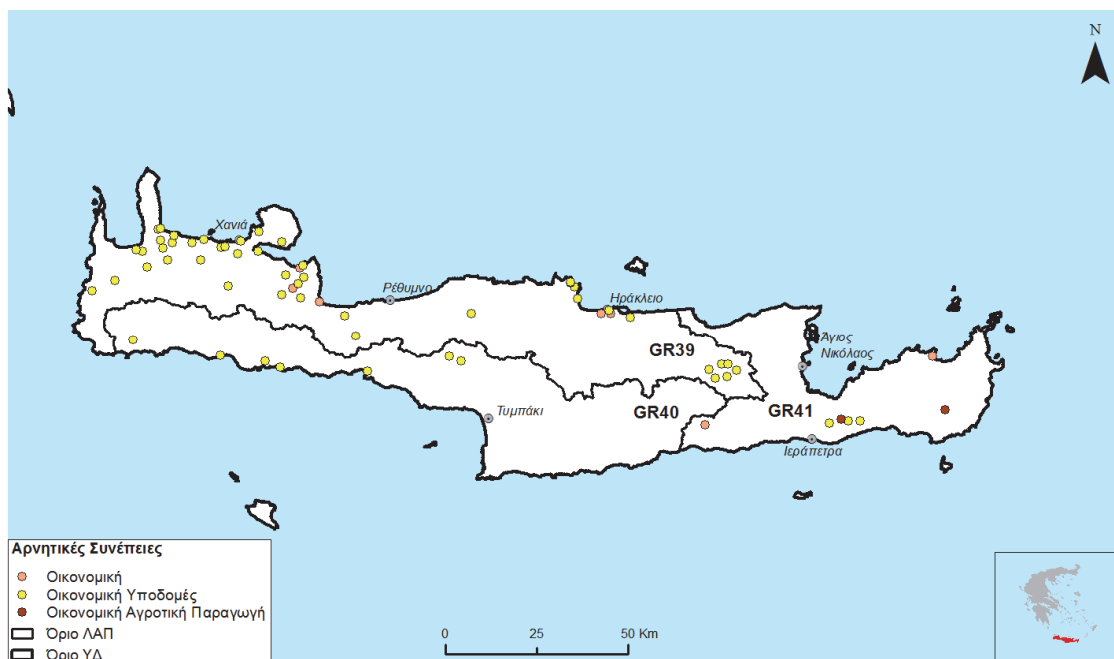 N
Χανιά
Ρέθυμνο
Ηράκλειο
Άγιος
Νικόλαος
GR39
GR40
GR41
Τυμπάκι
Ιεράπετρα
Αρνητικές Συνέπειες
Οικονομική
Οικονομική Υποδομές
Οικονομική Αγροτική Παραγωγή
Όριο ΛΑΠ
Όριο ΥΔ
0 25 50 Km